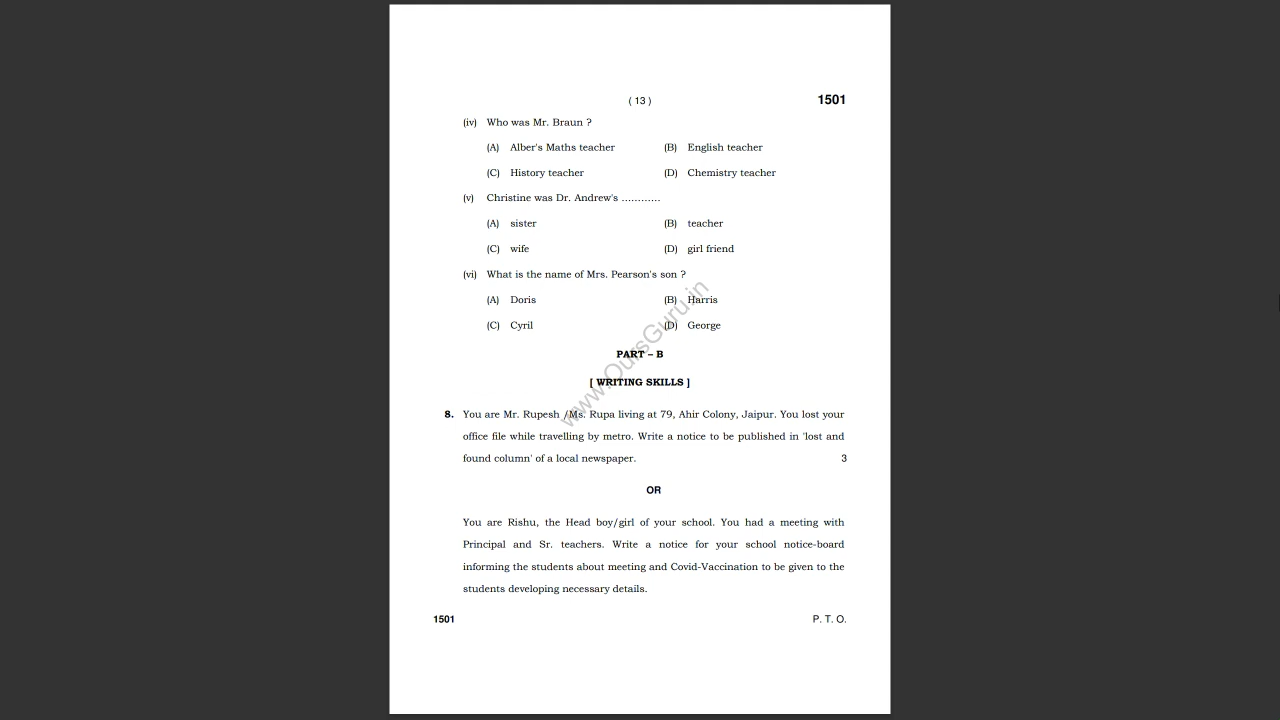 ( 13 ) 1501
(iv) Who was Mr. Braun ?
(A) Alber's Maths teacher (B) English teacher
(C) History teacher (D) Chemistry teacher
(v) Christine was Dr. Andrew's ............
(A) sister (B) teacher
(C) wife (D) girl friend
(vi) What is the name of Mrs. Pearson's son ?
(A) Doris (B) Harris
(C) Cyril (D) George
www.OursGuru.in
PART – B
[ WRITING SKILLS ]
8. You are Mr. Rupesh /Ms. Rupa living at 79, Ahir Colony, Jaipur. You lost your
office file while travelling by metro. Write a notice to be published in 'lost and
found column' of a local newspaper. 3
OR
You are Rishu, the Head boy/girl of your school. You had a meeting with
Principal and Sr. teachers. Write a notice for your school notice-board
informing the students about meeting and Covid-Vaccination to be given to the
students developing necessary details.
1501 P. T. O.